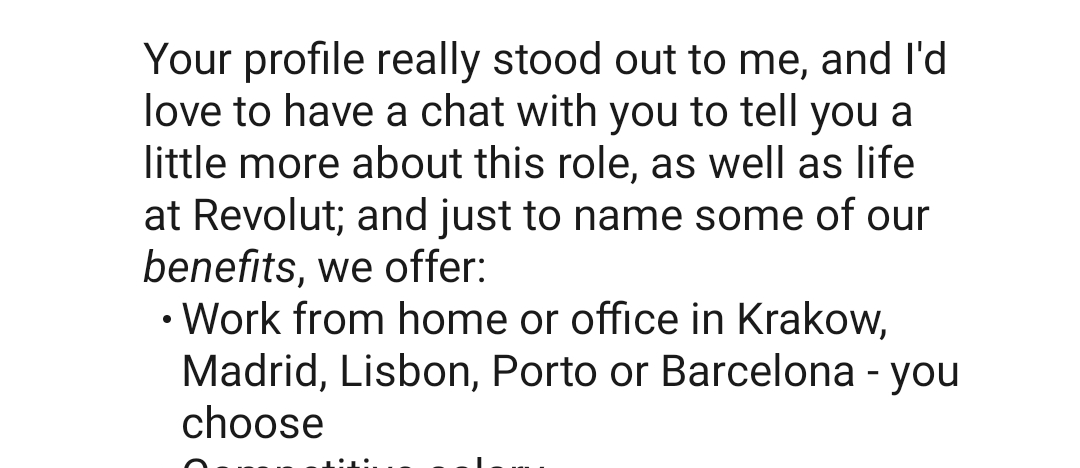 Your profile really stood out to me, and I'd
love to have a chat with you to tell you a
little more about this role, as well as life
at Revolut; and just to name some of our
benefits, we offer:
• Work from home or office in Krakow,
Madrid, Lisbon, Porto or Barcelona - you
choose
Competitive salary